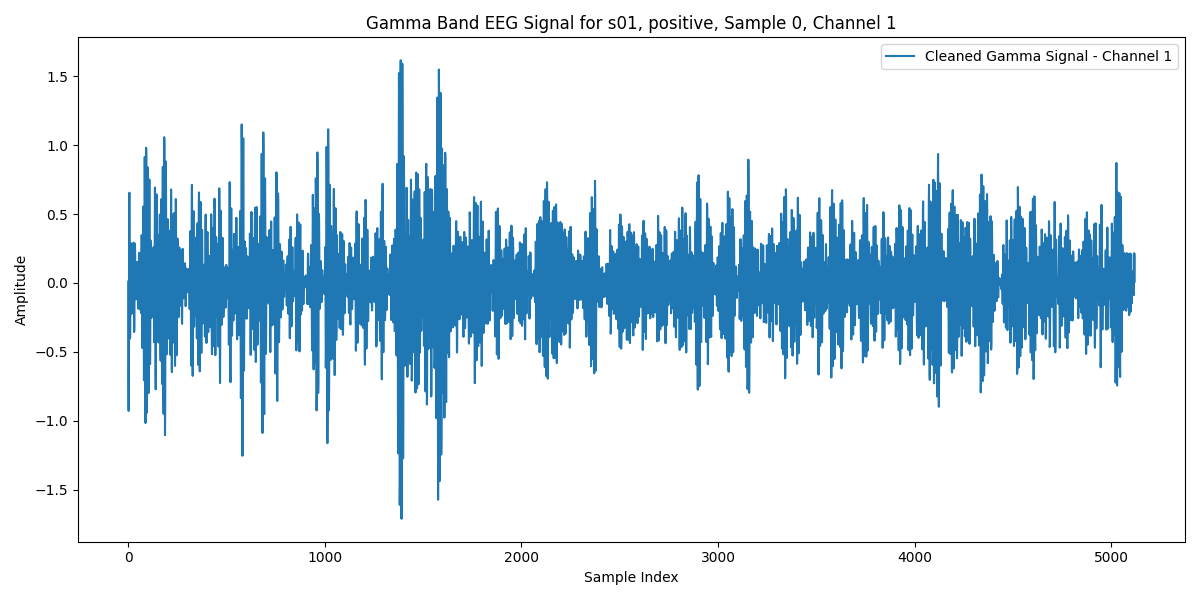 Gamma Band EEG Signal for s01, positive, Sample 0, Channel 1
Cleaned Gamma Signal - Channel 1
Amplitude
1.5
1.0
0.5
0.0
−0.5
−1.0
−1.5
0 1000 2000 3000 4000 5000
Sample Index